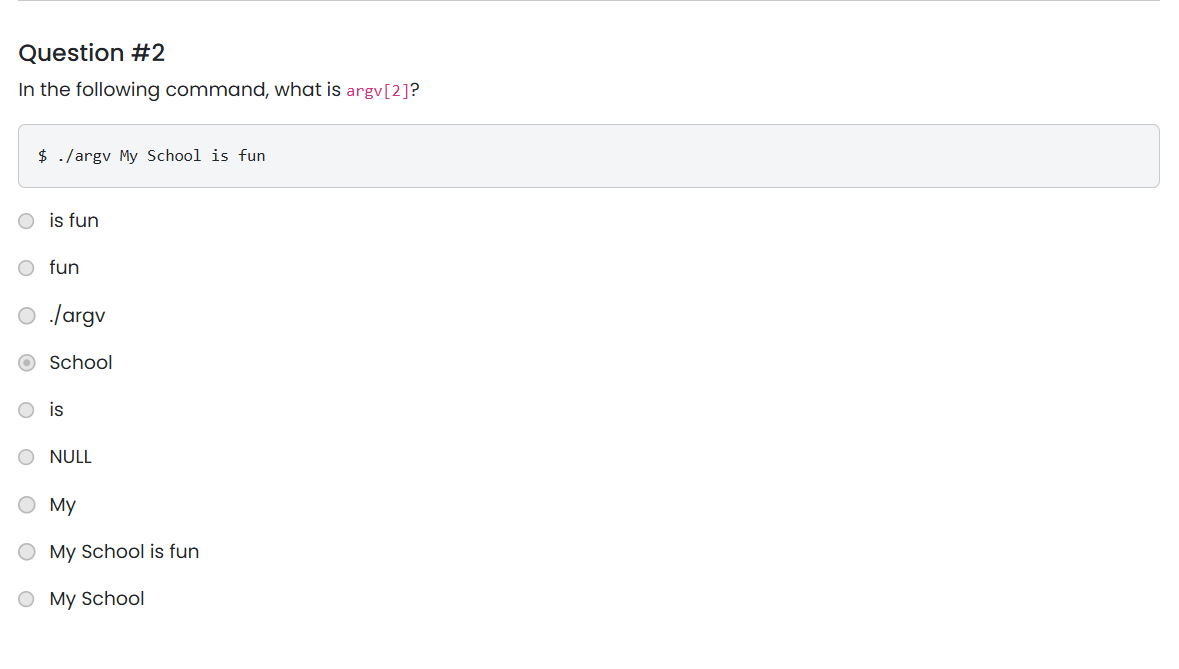 Question #2
In the following command, what is argv[2]?
$ ./argv My School is fun
is fun
fun
./argv
School
is
NULL
My
My School is fun
My School